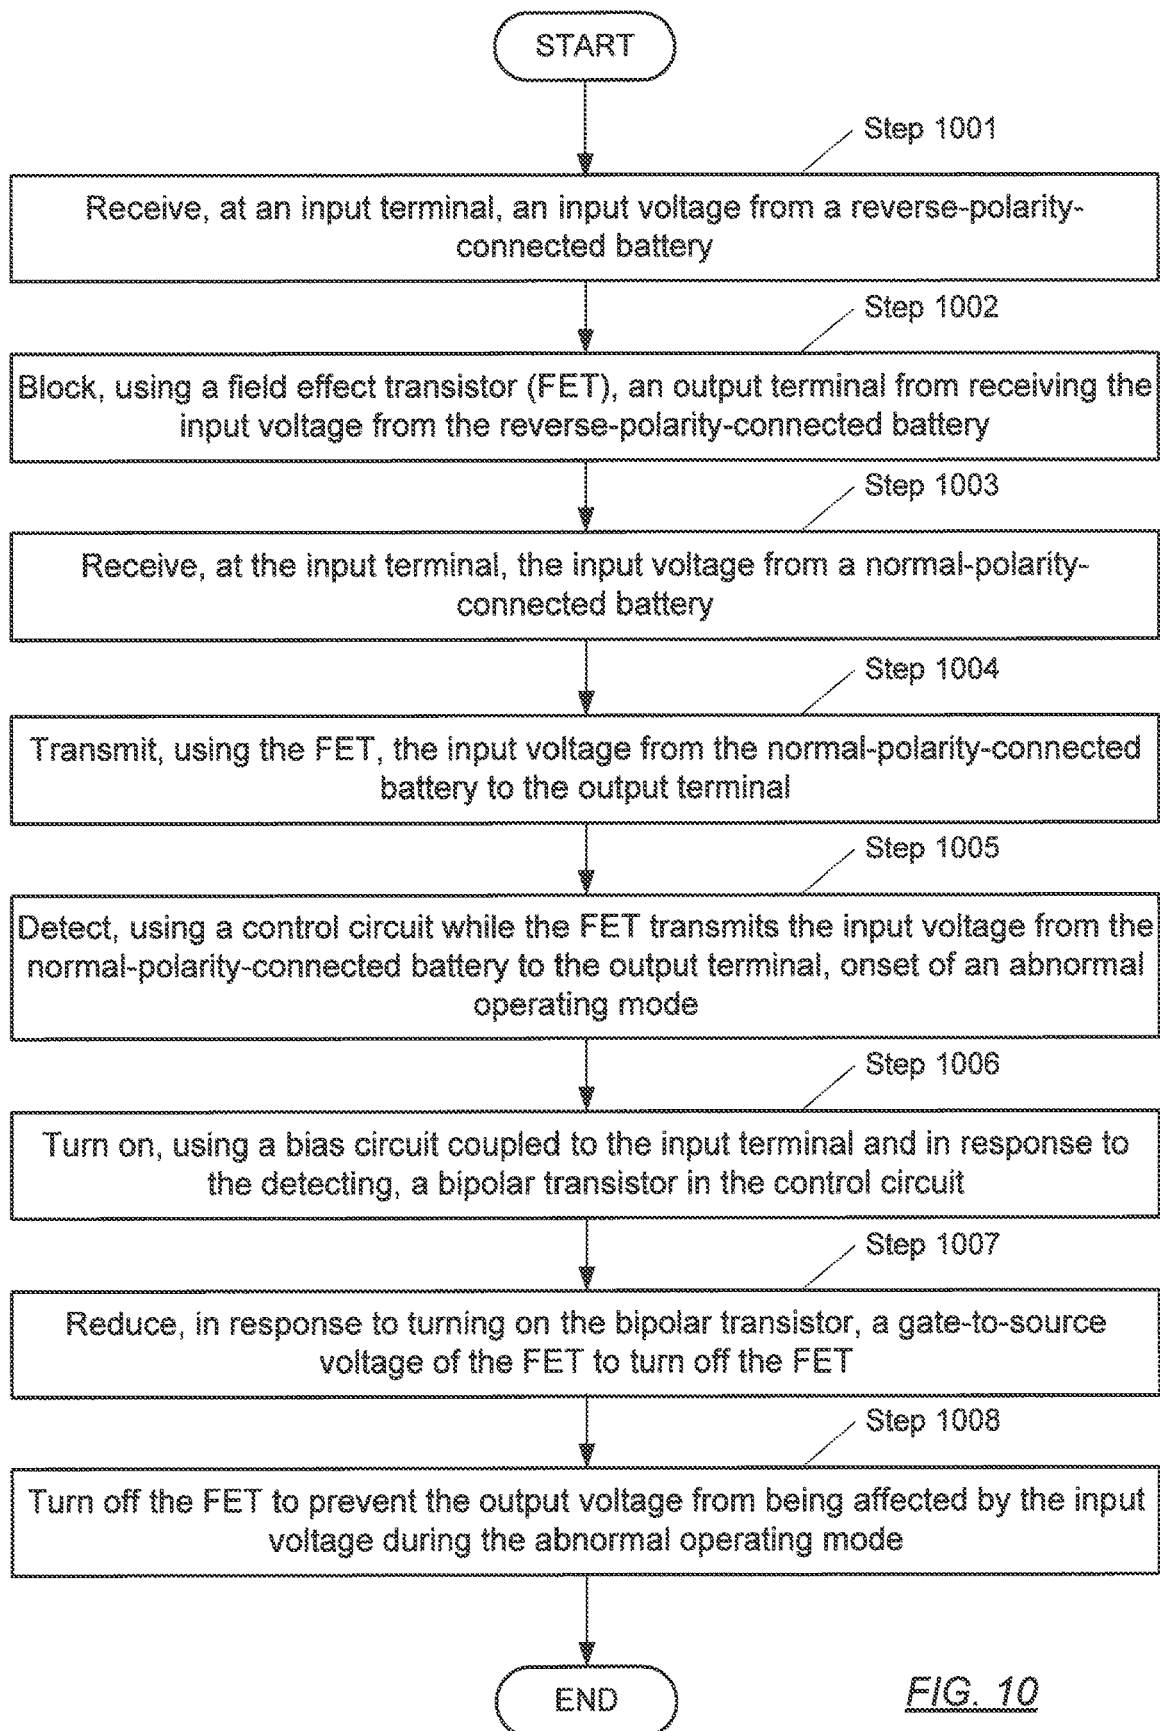 START
Step 1001
Receive, at an input terminal, an input voltage from a reverse-polarity-
connected battery
Step 1002
Block, using a field effect transistor (FET), an output terminal from receiving the
input voltage from the reverse-polarity-connected battery
Step 1003
Receive, at the input terminal, the input voltage from a normal-polarity-
connected battery
Step 1004
Transmit, using the FET, the input voltage from the normal-polarity-connected
battery to the output terminal
Step 1005
Detect, using a control circuit while the FET transmits the input voltage from the
normal-polarity-connected battery to the output terminal, onset of an abnormal
operating mode
Step 1006
Turn on, using a bias circuit coupled to the input terminal and in response to
the detecting, a bipolar transistor in the control circuit
Step 1007
Reduce, in response to turning on the bipolar transistor, a gate-to-source
voltage of the FET to turn off the FET
Step 1008
Turn off the FET to prevent the output voltage from being affected by the input
voltage during the abnormal operating mode
END
FIG. 10